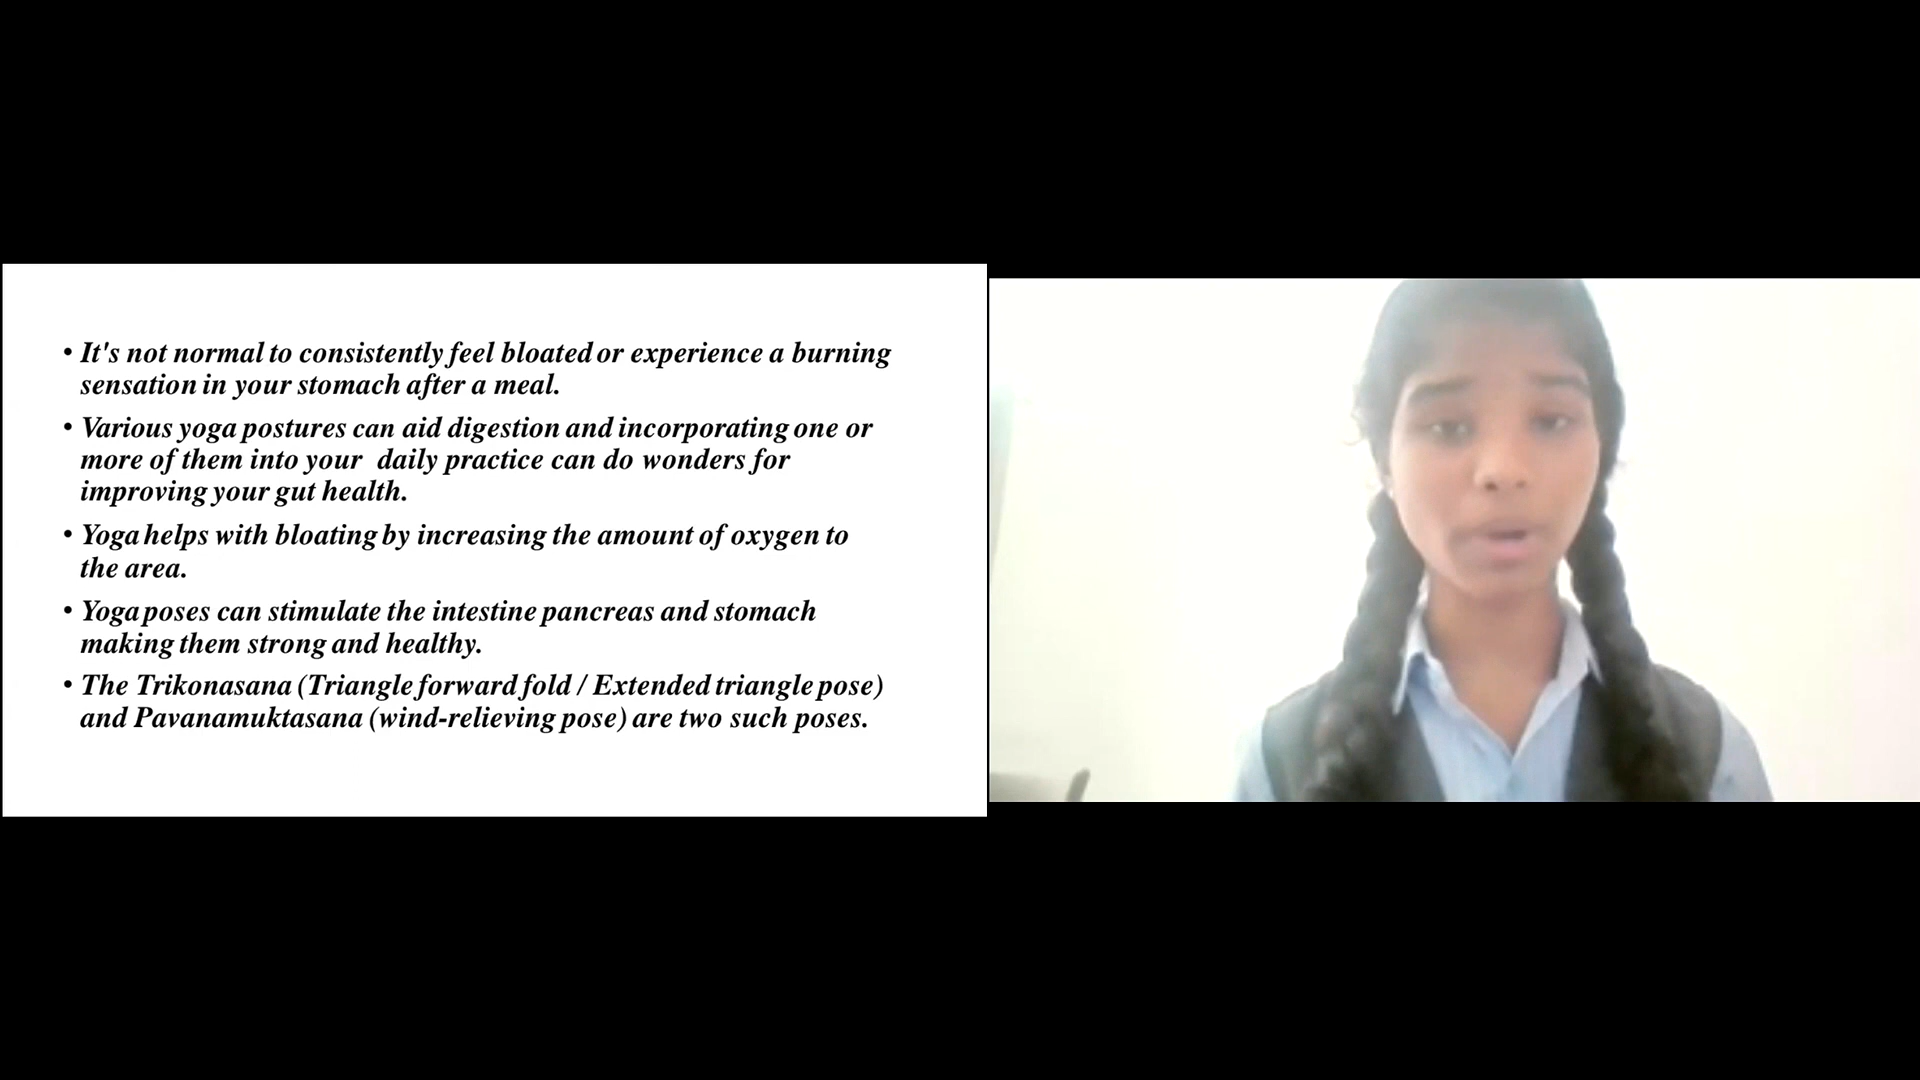 • It's not normal to consistently feel bloated or experience a burning
sensation in your stomach after a meal.
• Various yoga postures can aid digestion and incorporating one or
more of them into your daily practice can do wonders for
improving your gut health.
• Yoga helps with bloating by increasing the amount of oxygen to
the area.
• Yoga poses can stimulate the intestine pancreas and stomach
making them strong and healthy.
• The Trikonasana (Triangle forward fold / Extended triangle pose)
and Pavanamuktasana (wind-relieving pose) are two such poses.